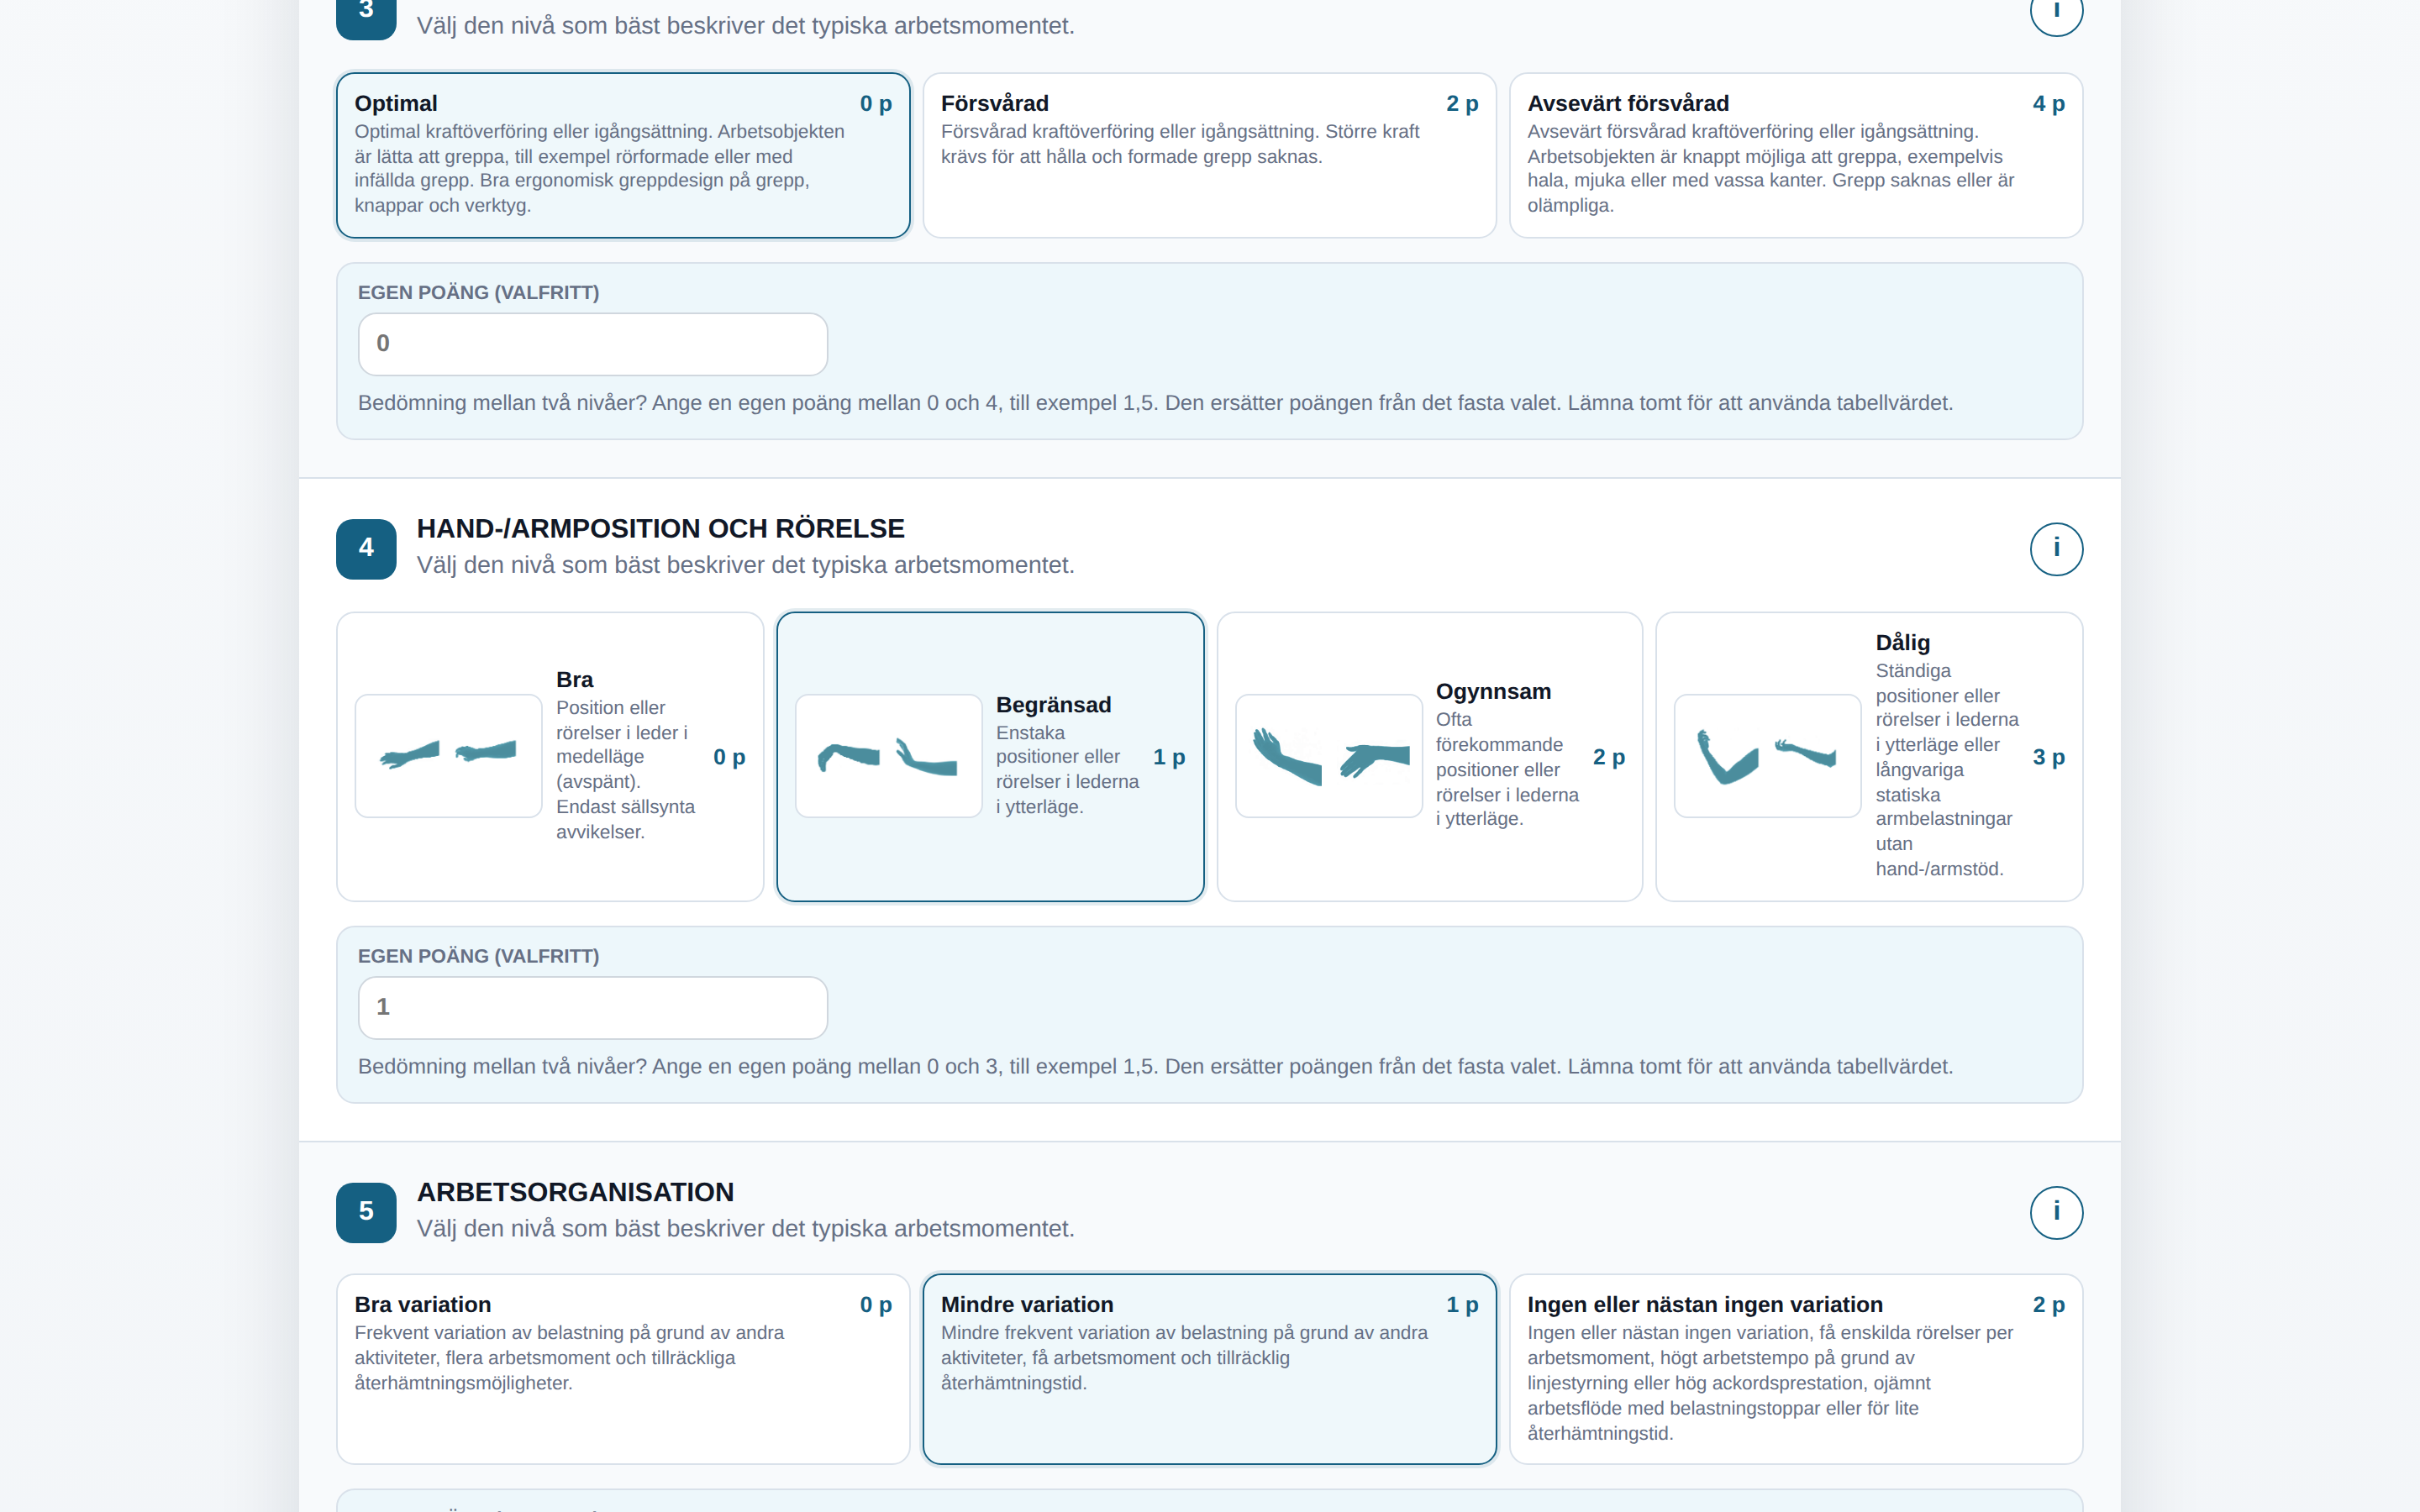 3
Välj den nivå som bäst beskriver det typiska arbetsmomentet.
i
Optimal
0 p
Optimal kraftöverföring eller igångsättning. Arbetsobjekten
är lätta att greppa, till exempel rörformade eller med
infällda grepp. Bra ergonomisk greppdesign på grepp,
knappar och verktyg.
Försvårad
2 p
Försvårad kraftöverföring eller igångsättning. Större kraft
krävs för att hålla och formade grepp saknas.
Avsevärt försvårad
4 p
Avsevärt försvårad kraftöverföring eller igångsättning.
Arbetsobjekten är knappt möjliga att greppa, exempelvis
hala, mjuka eller med vassa kanter. Grepp saknas eller är
olämpliga.
EGEN POÄNG (VALFRITT)
0
Bedömning mellan två nivåer? Ange en egen poäng mellan 0 och 4, till exempel 1,5. Den ersätter poängen från det fasta valet. Lämna tomt för att använda tabellvärdet.
4
HAND-/ARMPOSITION OCH RÖRELSE
Välj den nivå som bäst beskriver det typiska arbetsmomentet.
i
Bra
Position eller
rörelser i leder i
medelläge
(avspänt).
Endast sällsynta
avvikelser.
0 p
Begränsad
Enstaka
positioner eller
rörelser i lederna
i ytterläge.
1 p
Ogynnsam
Ofta
förekommande
positioner eller
rörelser i lederna
i ytterläge.
2 p
Dålig
Ständiga
positioner eller
rörelser i lederna
i ytterläge eller
långvariga
statiska
armbelastningar
utan
hand-/armstöd.
3 p
EGEN POÄNG (VALFRITT)
1
Bedömning mellan två nivåer? Ange en egen poäng mellan 0 och 3, till exempel 1,5. Den ersätter poängen från det fasta valet. Lämna tomt för att använda tabellvärdet.
5
ARBETSORGANISATION
Välj den nivå som bäst beskriver det typiska arbetsmomentet.
i
Bra variation
0 p
Frekvent variation av belastning på grund av andra
aktiviteter, flera arbetsmoment och tillräckliga
återhämtningsmöjligheter.
Mindre variation
1 p
Mindre frekvent variation av belastning på grund av andra
aktiviteter, få arbetsmoment och tillräcklig
återhämtningstid.
Ingen eller nästan ingen variation
2 p
Ingen eller nästan ingen variation, få enskilda rörelser per
arbetsmoment, högt arbetstempo på grund av
linjestyrning eller hög ackordsprestation, ojämnt
arbetsflöde med belastningstoppar eller för lite
återhämtningstid.